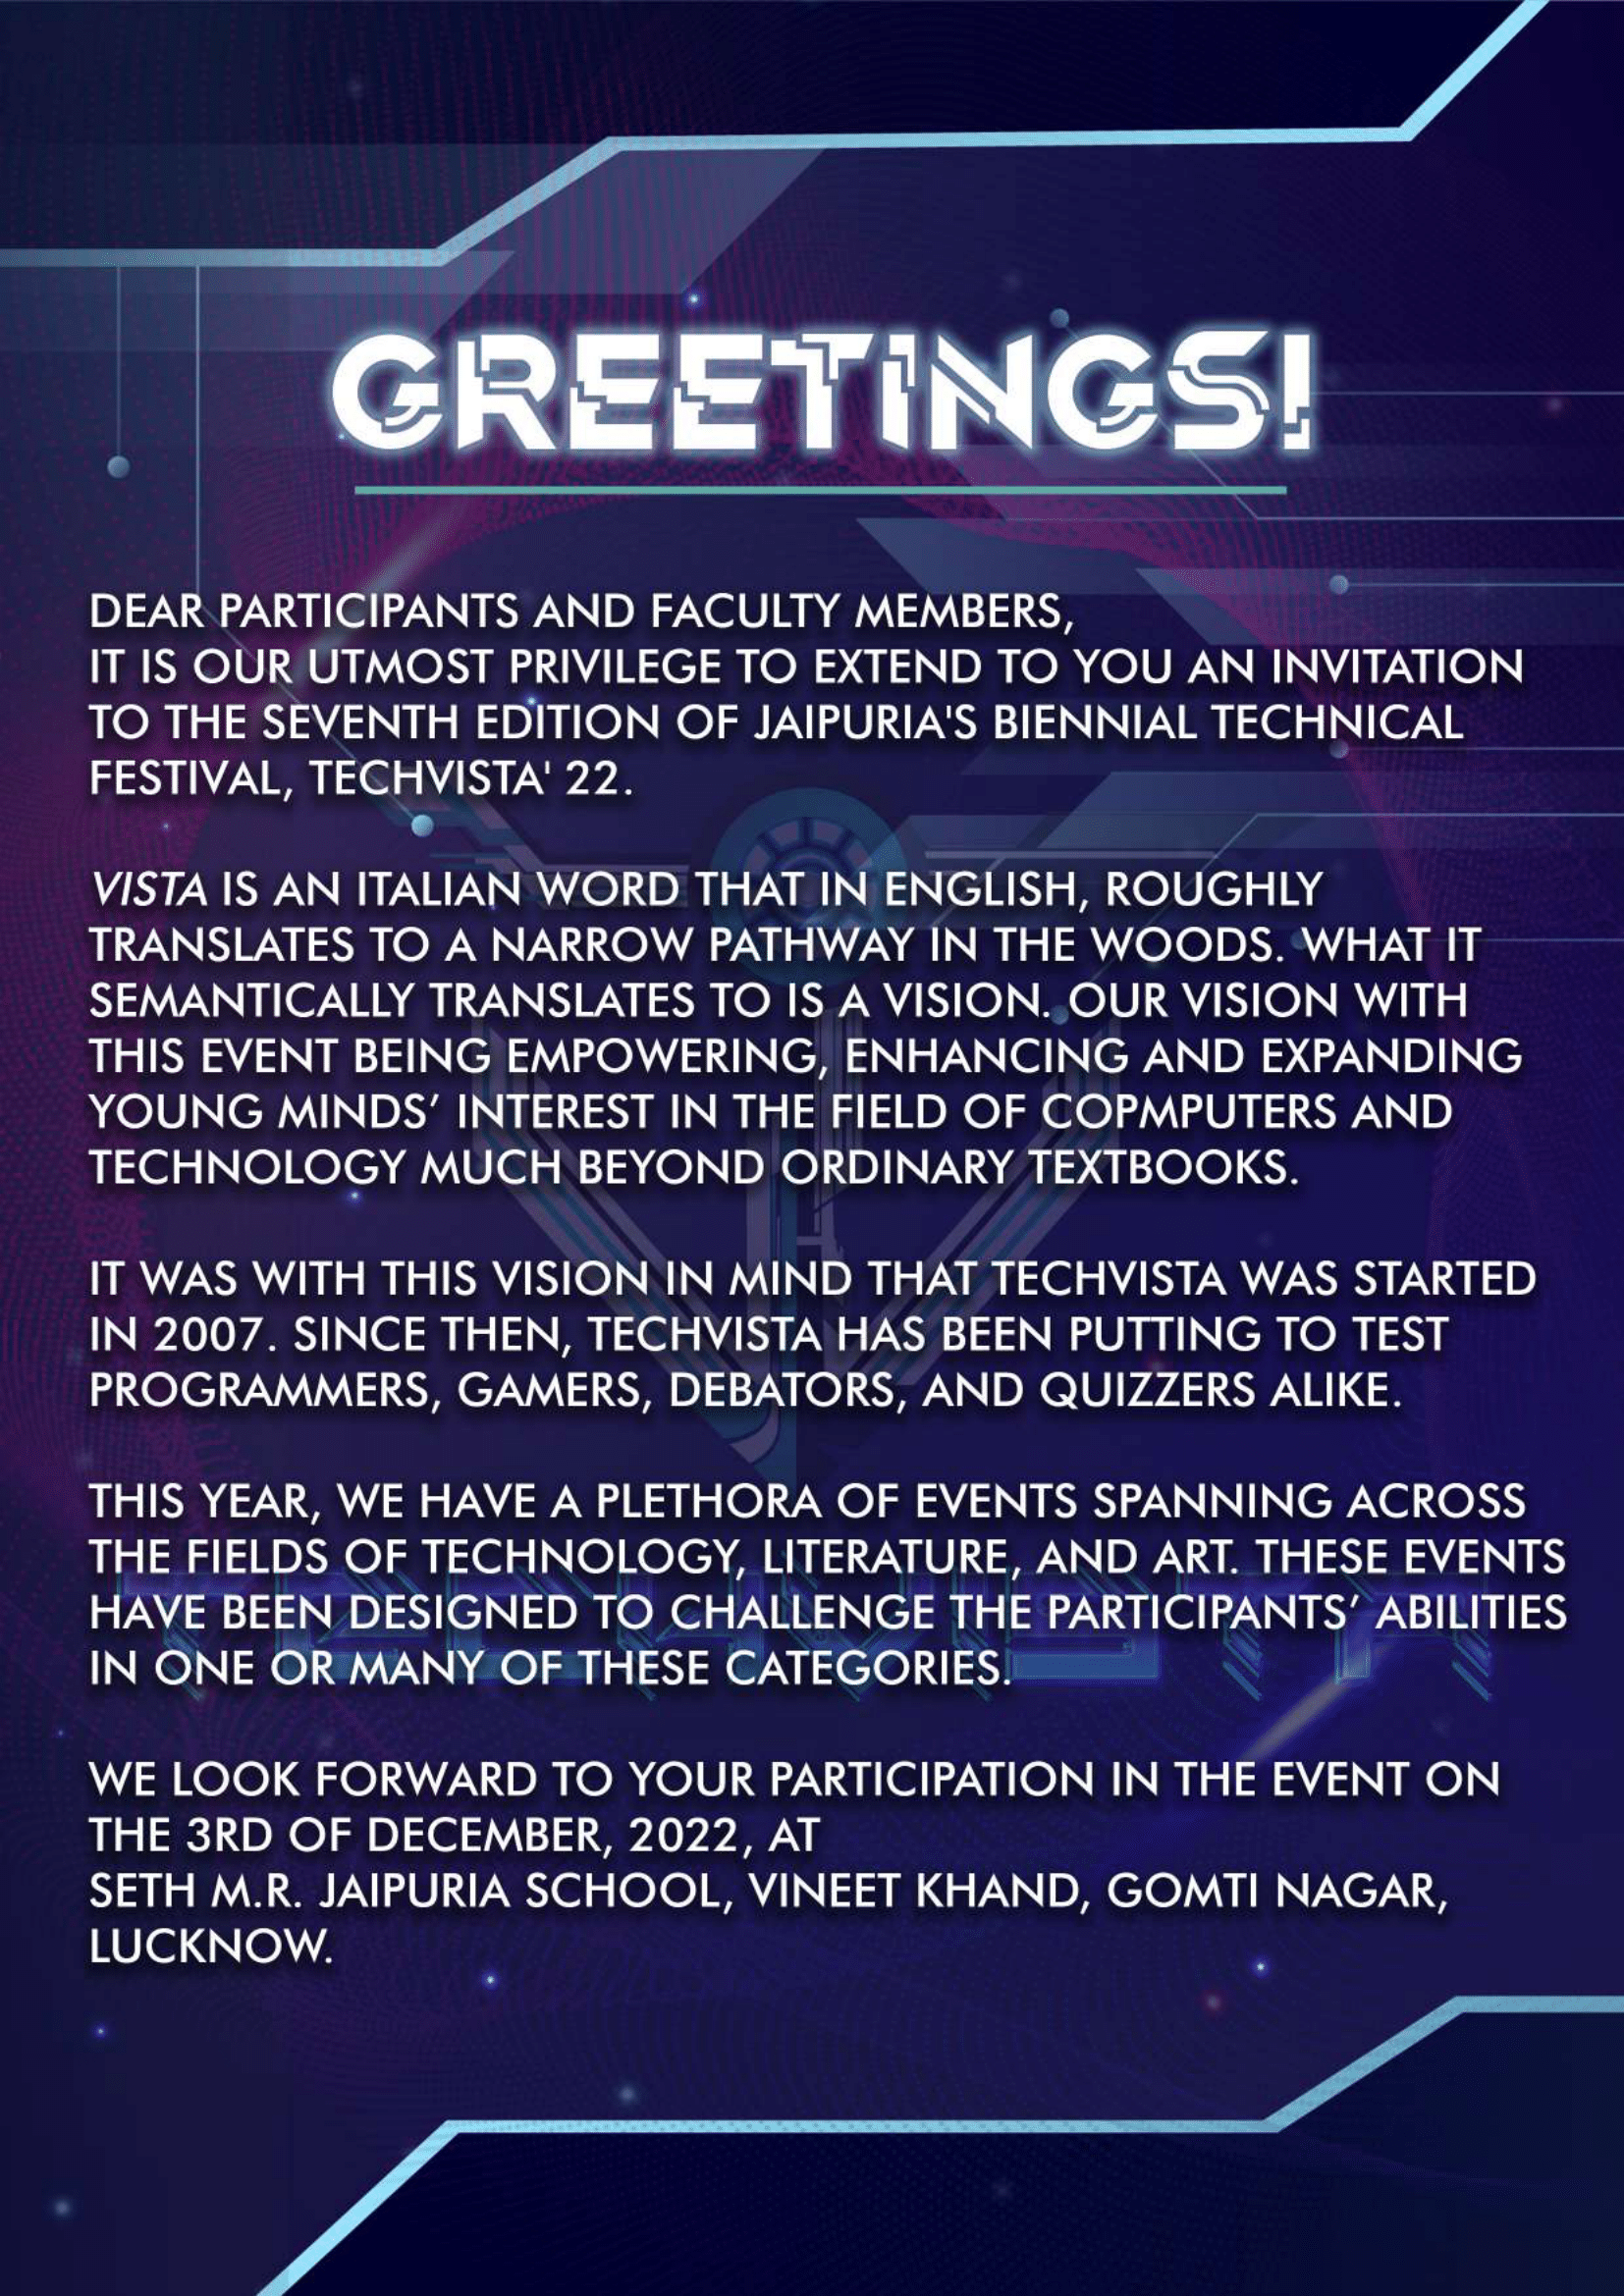 GREETINGS!
DEAR PARTICIPANTS AND FACULTY MEMBERS,
IT IS OUR UTMOST PRIVILEGE TO EXTEND TO YOU AN INVITATION
TO THE SEVENTH EDITION OF JAIPURIA'S BIENNIAL TECHNICAL
FESTIVAL, TECHVISTA' 22.
VISTA IS AN ITALIAN WORD THAT IN ENGLISH, ROUGHLY
TRANSLATES TO A NARROW PATHWAY IN THE WOODS. WHAT IT
SEMANTICALLY TRANSLATES TO IS A VISION. OUR VISION WITH
THIS EVENT BEING EMPOWERING, ENHANCING AND EXPANDING
YOUNG MINDS’ INTEREST IN THE FIELD OF COPMPUTERS AND
TECHNOLOGY MUCH BEYOND ORDINARY TEXTBOOKS.
IT WAS WITH THIS VISION IN MIND THAT TECHVISTA WAS STARTED
IN 2007. SINCE THEN, TECHVISTA HAS BEEN PUTTING TO TEST
PROGRAMMERS, GAMERS, DEBATORS, AND QUIZZERS ALIKE.
THIS YEAR, WE HAVE A PLETHORA OF EVENTS SPANNING ACROSS
THE FIELDS OF TECHNOLOGY, LITERATURE, AND ART. THESE EVENTS
HAVE BEEN DESIGNED TO CHALLENGE THE PARTICIPANTS’ ABILITIES
IN ONE OR MANY OF THESE CATEGORIES.
TECHVISTA
WE LOOK FORWARD TO YOUR PARTICIPATION IN THE EVENT ON
THE 3RD OF DECEMBER, 2022, AT
SETH M.R. JAIPURIA SCHOOL, VINEET KHAND, GOMTI NAGAR,
LUCKNOW.